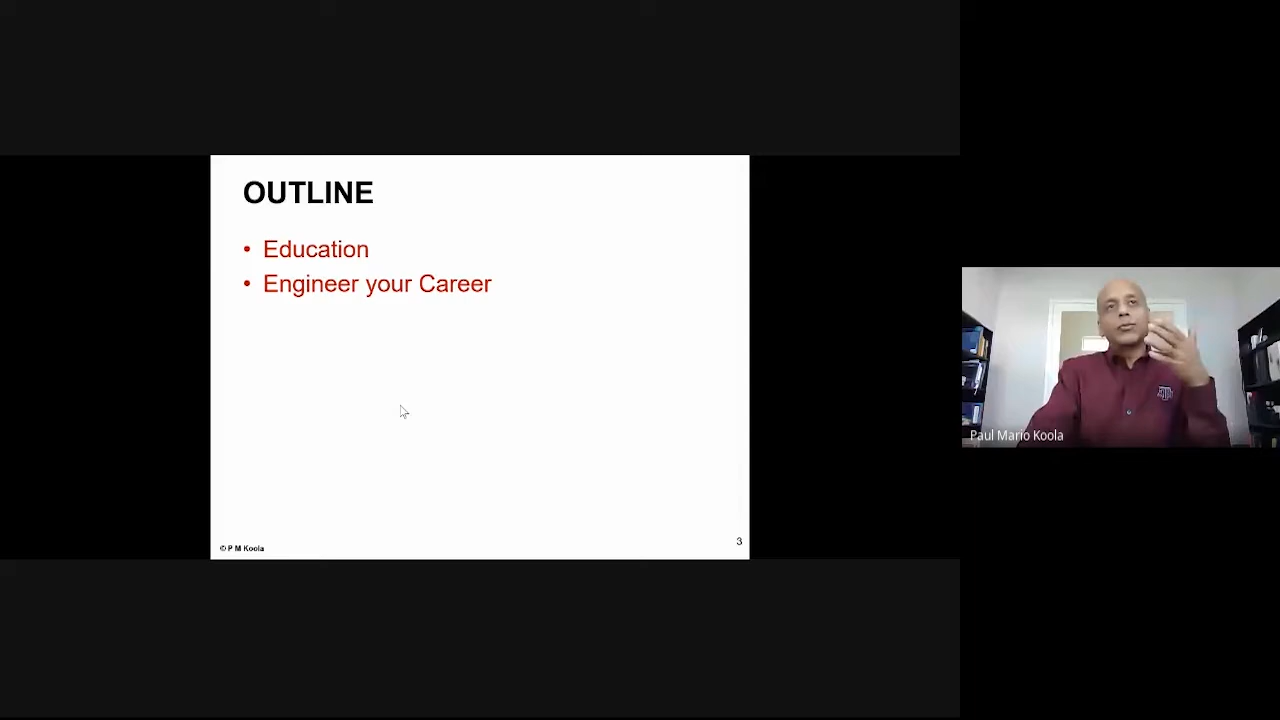 OUTLINE
• Education
• Engineer your Career
© P M Koola
3
Paul Mario Koola